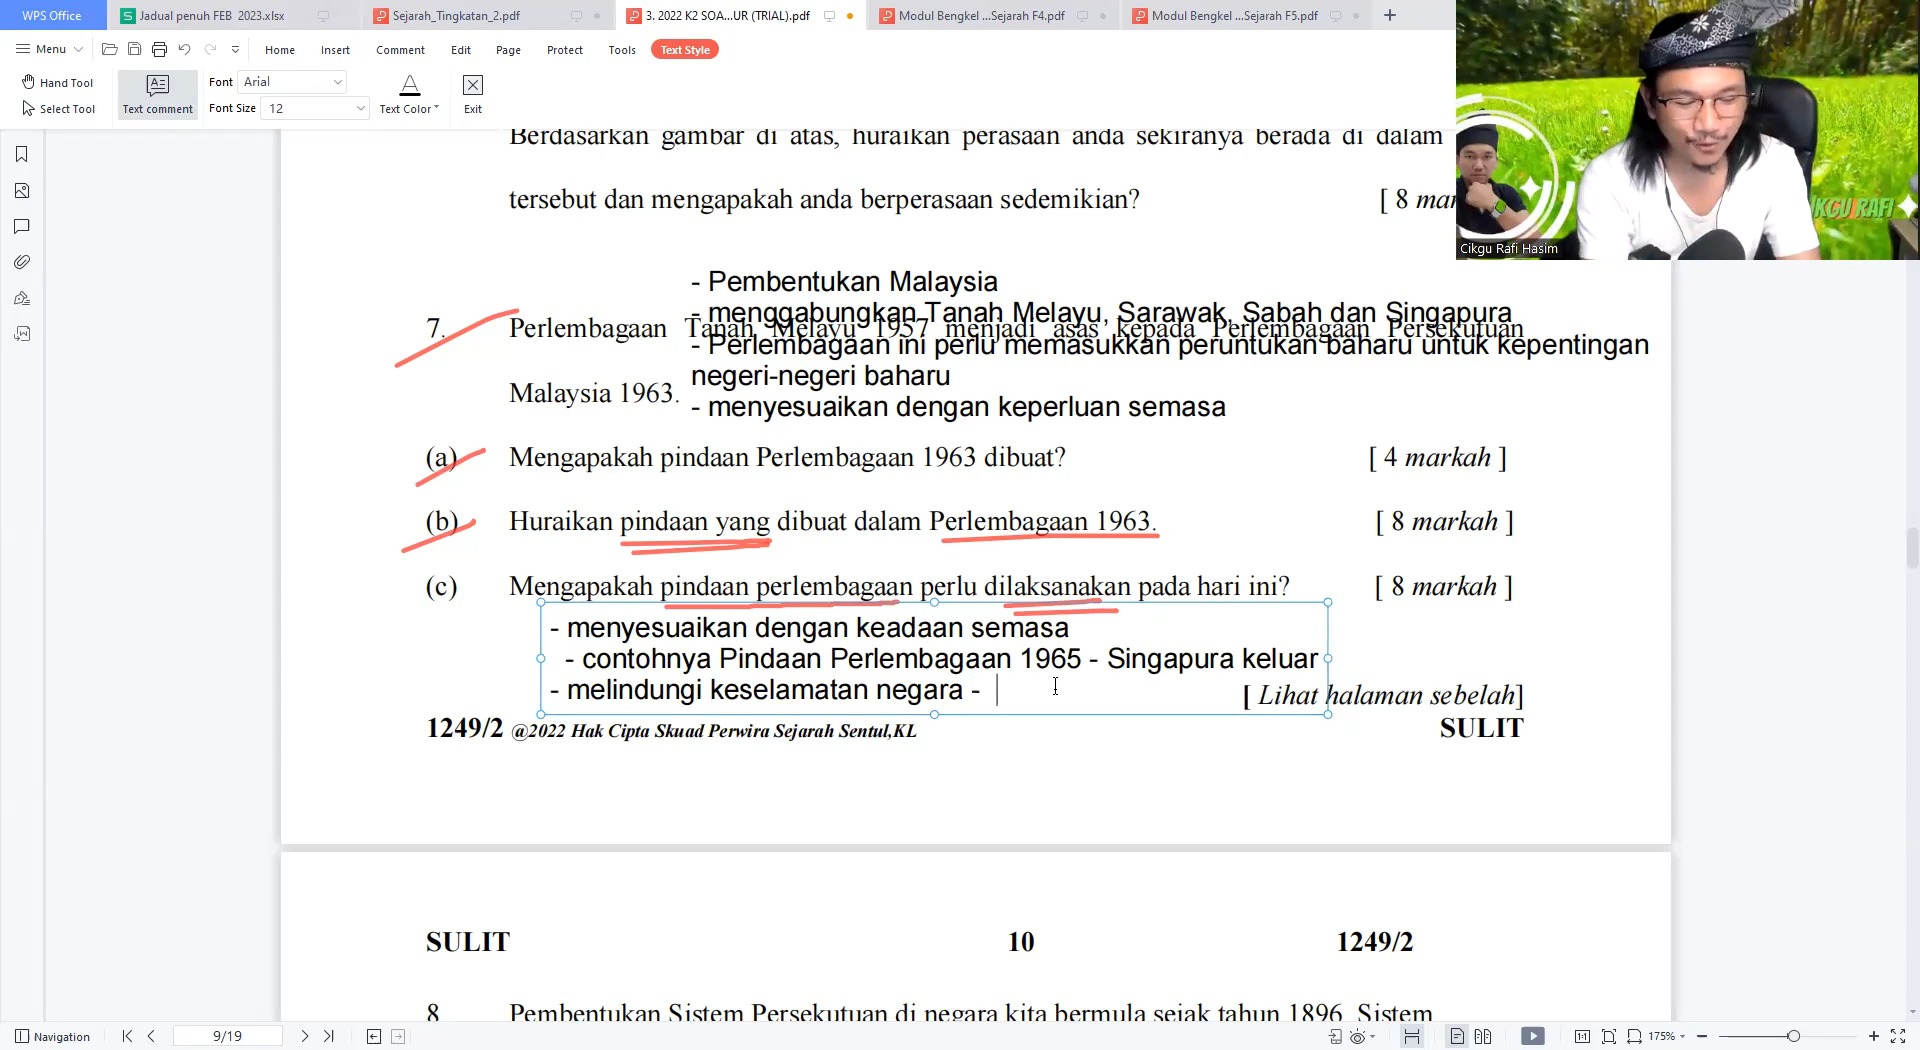 WPS Office
Jadual penuh FEB 2023.xlsx
Sejarah_Tingkatan_2.pdf
3. 2022 K2 SOA...UR (TRIAL).pdf
Modul Bengkel ...Sejarah F4.pdf
Modul Bengkel ...Sejarah F5.pdf
Menu
Home
Insert
Comment
Edit
Page
Protect
Tools
Text Style
Hand Tool
Select Tool
Text comment
Font Arial
Font Size 12
Text Color
Exit
KGU RAFI
Cikgu Rafi Hasim
Berdasarkan gambar di atas, huraikan perasaan anda sekiranya berada di dalam
tersebut dan mengapakah anda berperasaan sedemikian? [ 8 mar
- Pembentukan Malaysia
- menggabungkan Tanah Melayu, Sarawak, Sabah dan Singapura
7. Perlembagaan Tanah Melayu 1957 menjadi asas kepada Perlembagaan Persekutuan
- Perlembagaan ini perlu memasukkan peruntukan baharu untuk kepentingan
negeri-negeri baharu
Malaysia 1963.
- menyesuaikan dengan keperluan semasa
(a) Mengapakah pindaan Perlembagaan 1963 dibuat? [ 4 markah ]
(b) Huraikan pindaan yang dibuat dalam Perlembagaan 1963. [ 8 markah ]
(c) Mengapakah pindaan perlembagaan perlu dilaksanakan pada hari ini? [ 8 markah ]
- menyesuaikan dengan keadaan semasa
- contohnya Pindaan Perlembagaan 1965 - Singapura keluar
- melindungi keselamatan negara -
[ Lihat halaman sebelah]
1249/2 @2022 Hak Cipta Skuad Perwira Sejarah Sentul,KL SULIT
SULIT 10 1249/2
8 Pembentukan Sistem Persekutuan di negara kita bermula sejak tahun 1896. Sistem
Navigation
9/19
175%